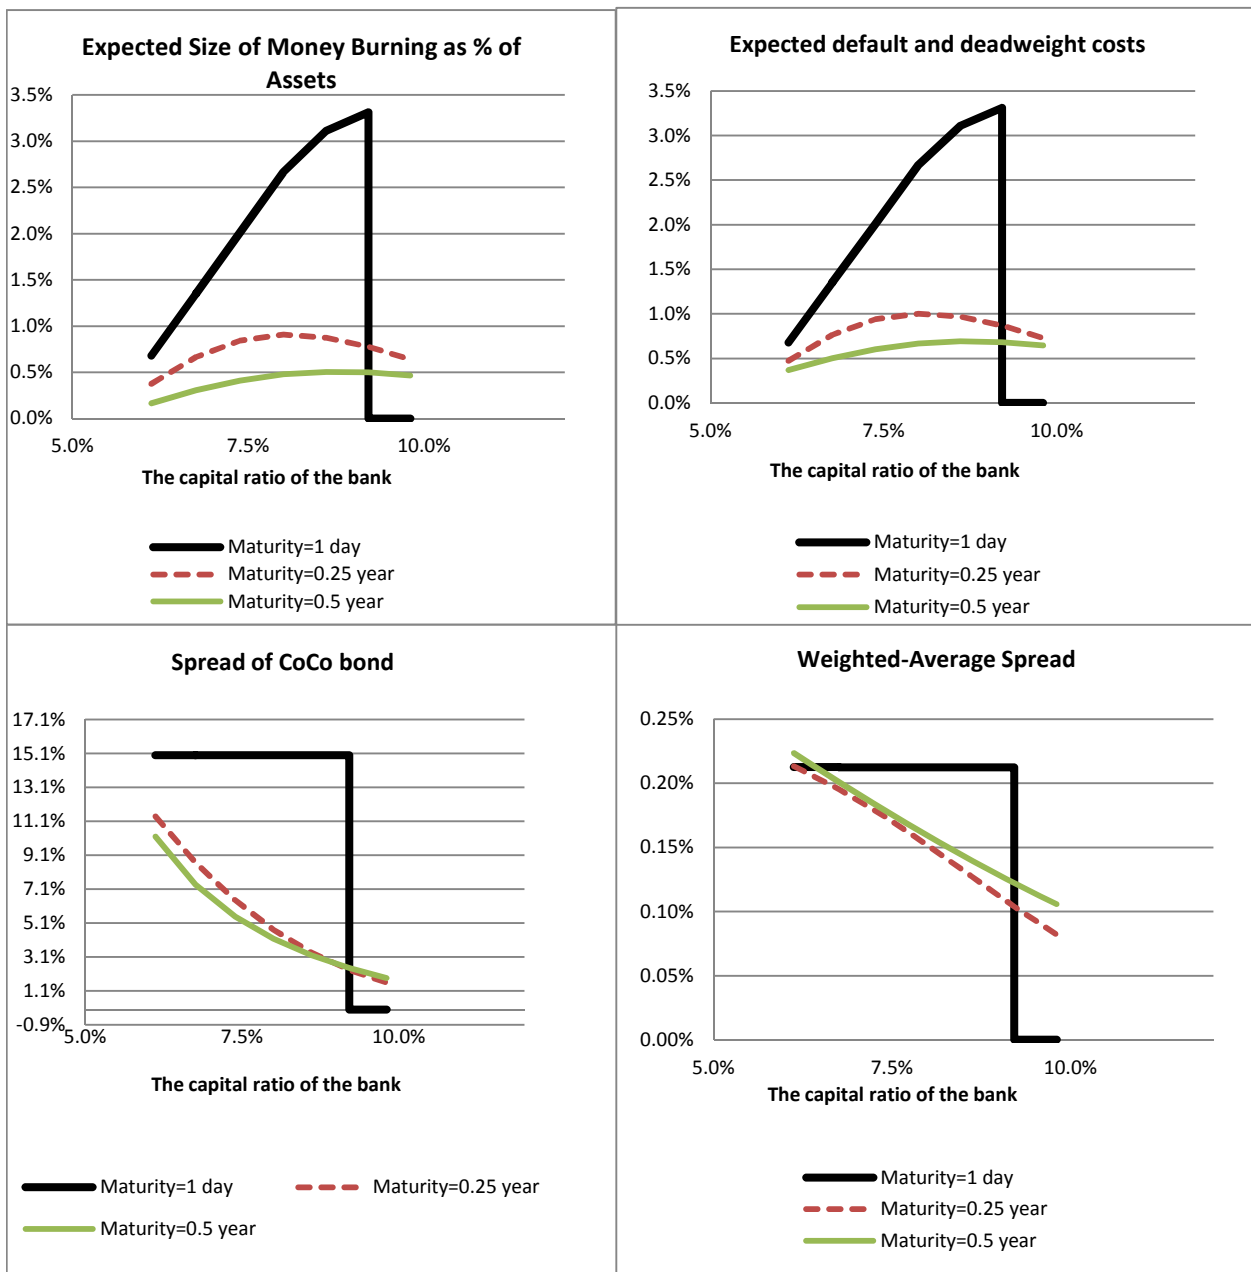 Expected Size of Money Burning as % of
Assets
3.5%
3.0%
2.5%
2.0%
1.5%
1.0%
0.5%
0.0%
5.0% 7.5% 10.0%
The capital ratio of the bank
Maturity=1 day
Maturity=0.25 year
Maturity=0.5 year
Expected default and deadweight costs
3.5%
3.0%
2.5%
2.0%
1.5%
1.0%
0.5%
0.0%
5.0% 7.5% 10.0%
The capital ratio of the bank
Maturity=1 day
Maturity=0.25 year
Maturity=0.5 year
Spread of CoCo bond
17.1%
15.1%
13.1%
11.1%
9.1%
7.1%
5.1%
3.1%
1.1%
-0.9%
5.0% 7.5% 10.0%
The capital ratio of the bank
Maturity=1 day Maturity=0.25 year
Maturity=0.5 year
Weighted-Average Spread
0.25%
0.20%
0.15%
0.10%
0.05%
0.00%
5.0% 7.5% 10.0%
The capital ratio of the bank
Maturity=1 day
Maturity=0.25 year
Maturity=0.5 year